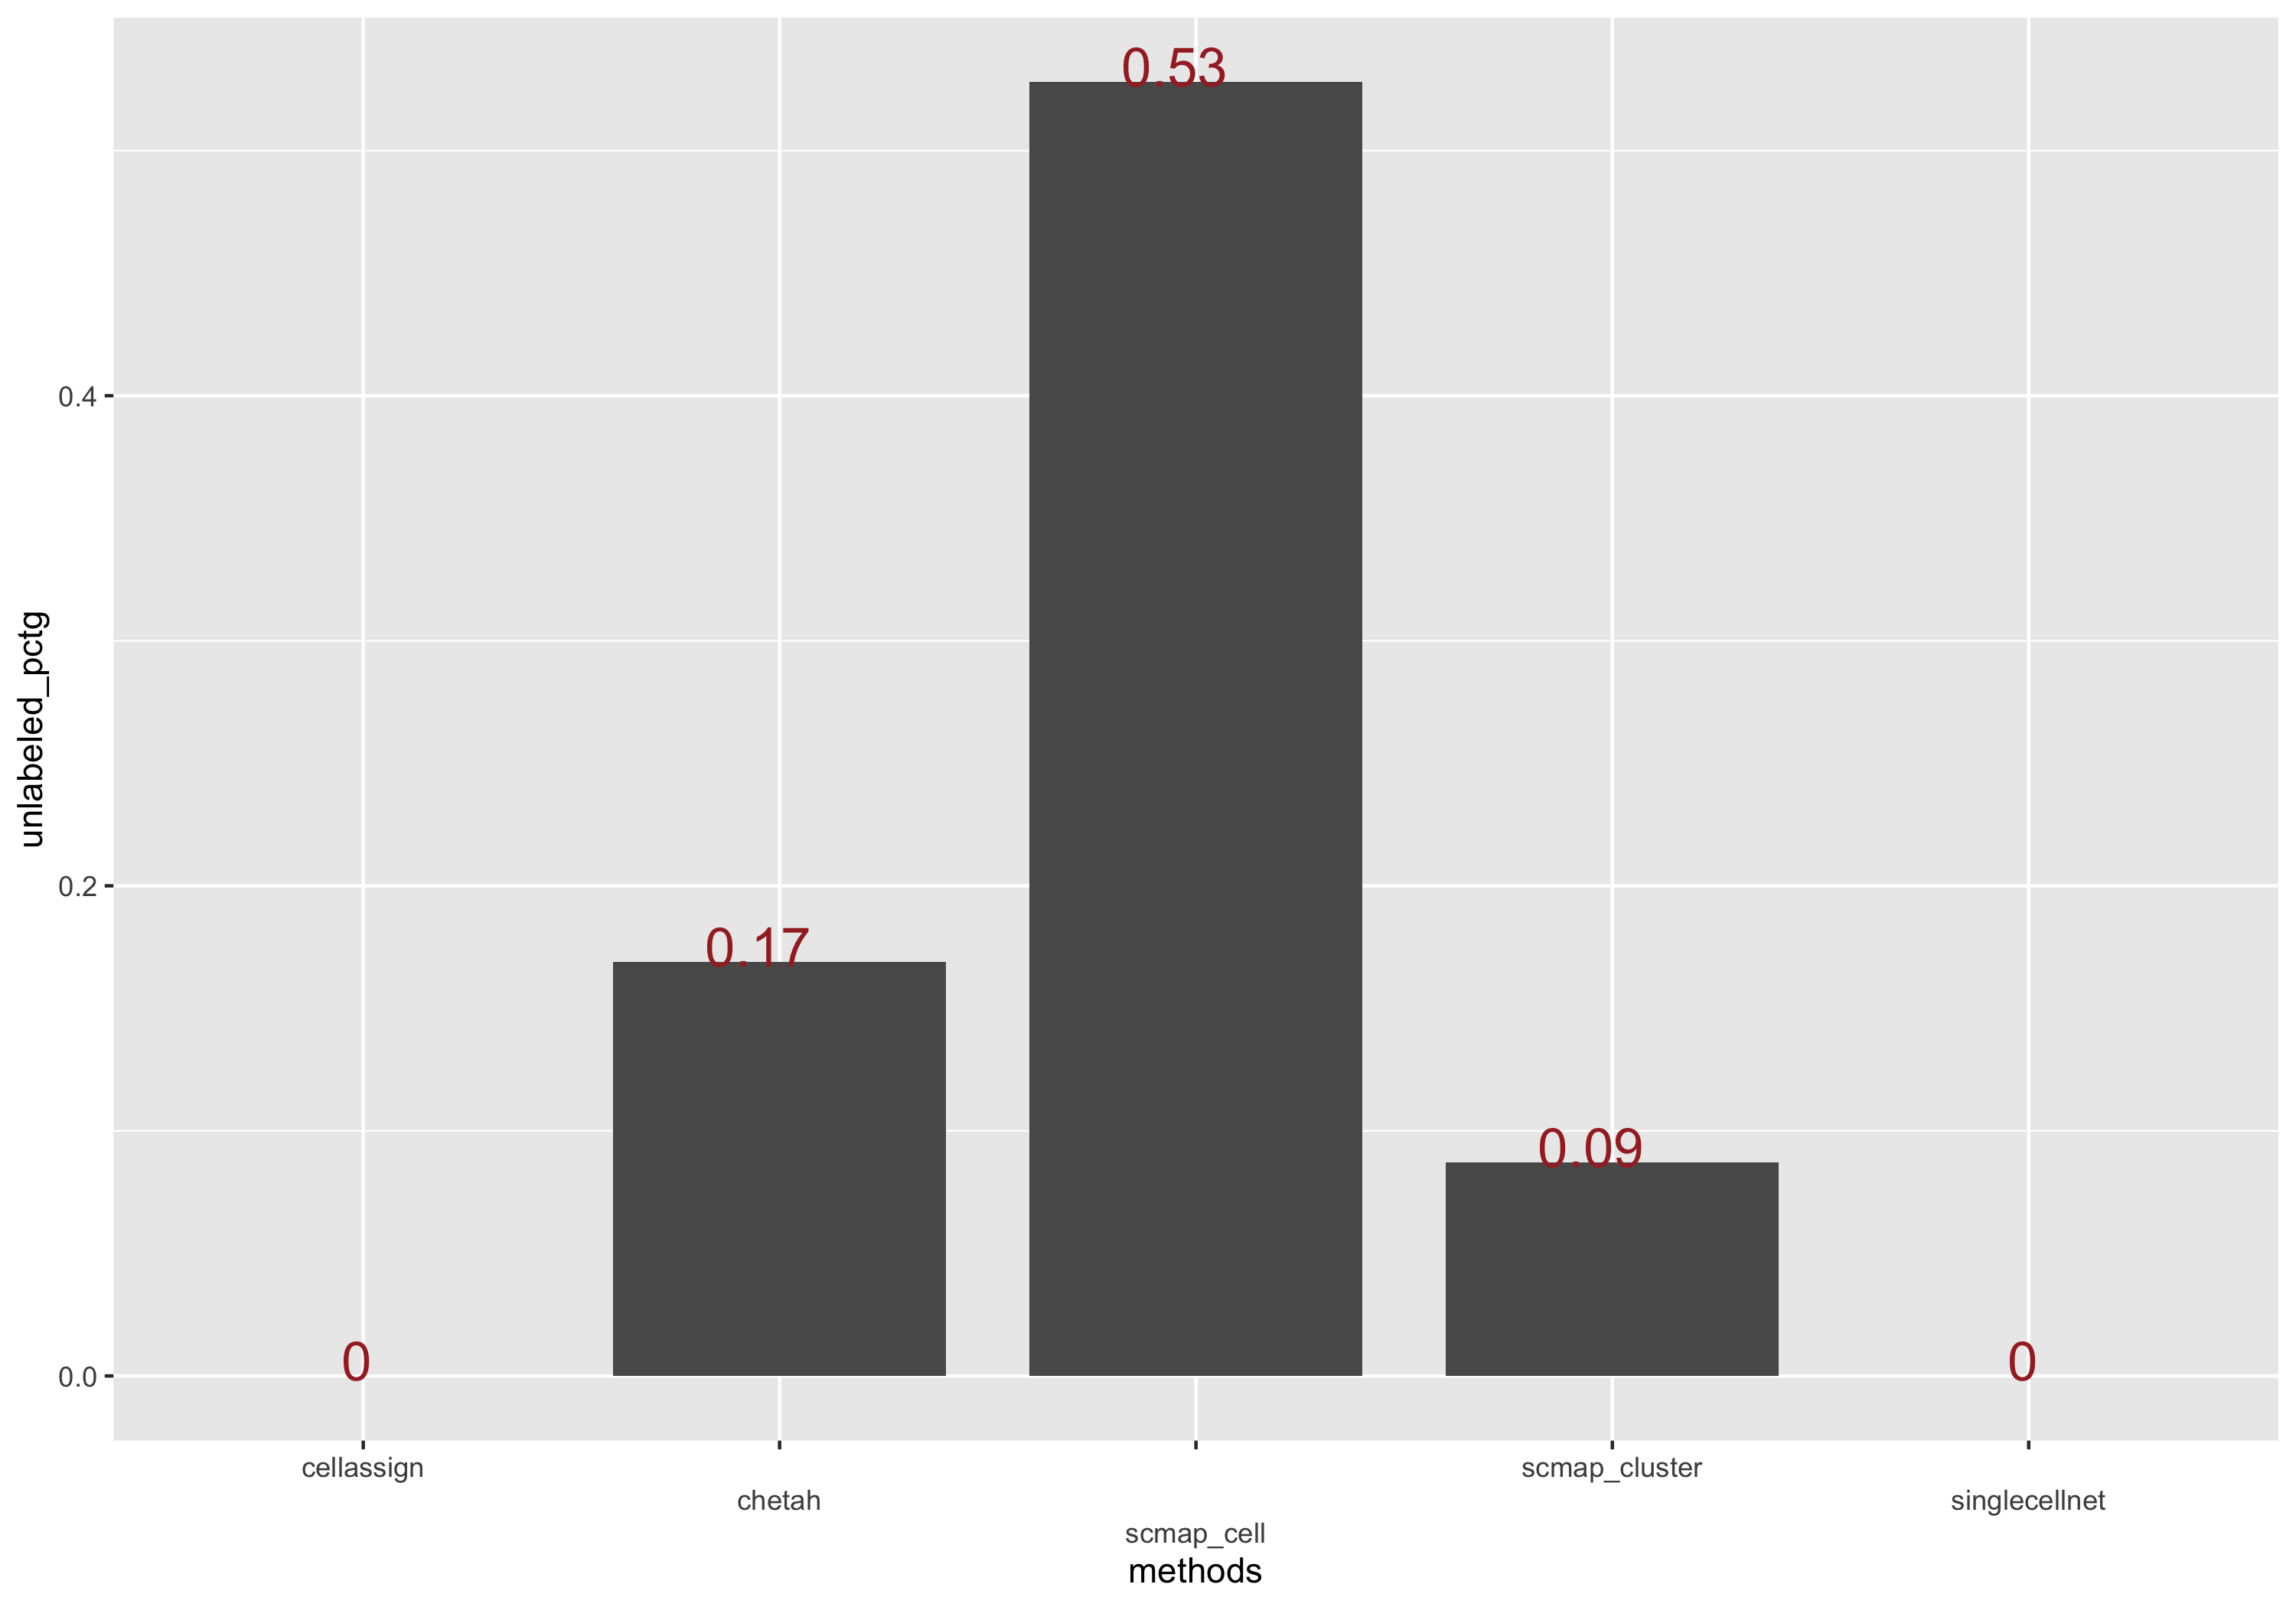 unlabeled_pctg
0.4
0.2
0.0
0
0.17
0.53
0.09
0
cellassign
chetah
scmap_cell
scmap_cluster
singlecellnet
methods